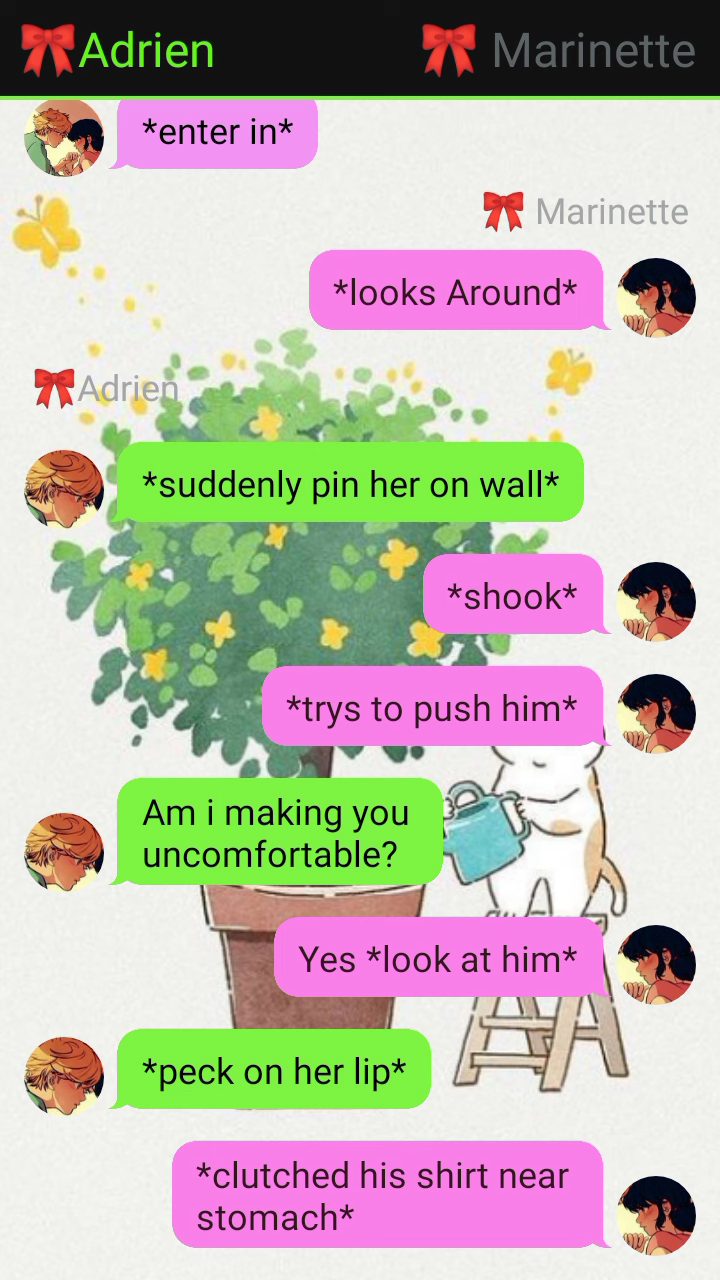 🎀Adrien
🎀 Marinette
*enter in*
🎀 Marinette
*looks Around*
🎀Adrien
*suddenly pin her on wall*
*shook*
*trys to push him*
Am i making you
uncomfortable?
Yes *look at him*
*peck on her lip*
*clutched his shirt near
stomach*